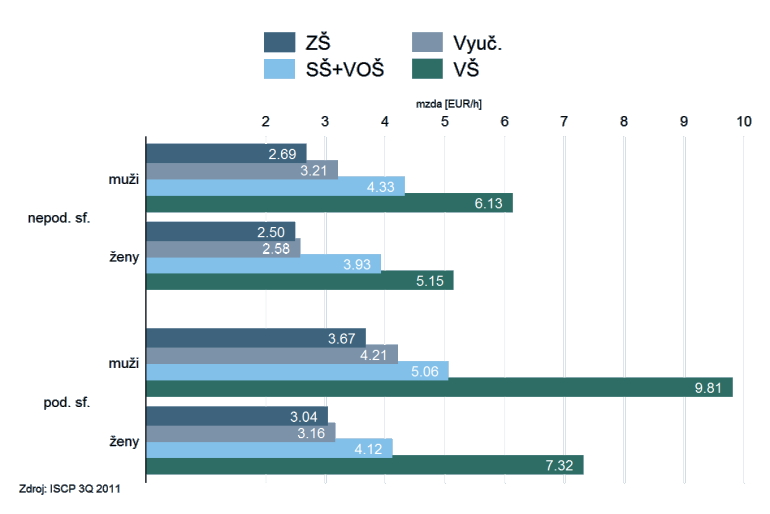 ZŠ Vyuč.
SŠ+VOŠ VŠ
mzda [EUR/h]
2 3 4 5 6 7 8 9 10
2.69
muži
3.21
4.33
6.13
nepod. sf.
2.50
2.58
ženy
3.93
5.15
3.67
muži
4.21
5.06
9.81
pod. sf.
3.04
3.16
ženy
4.12
7.32
Zdroj: ISCP 3Q 2011